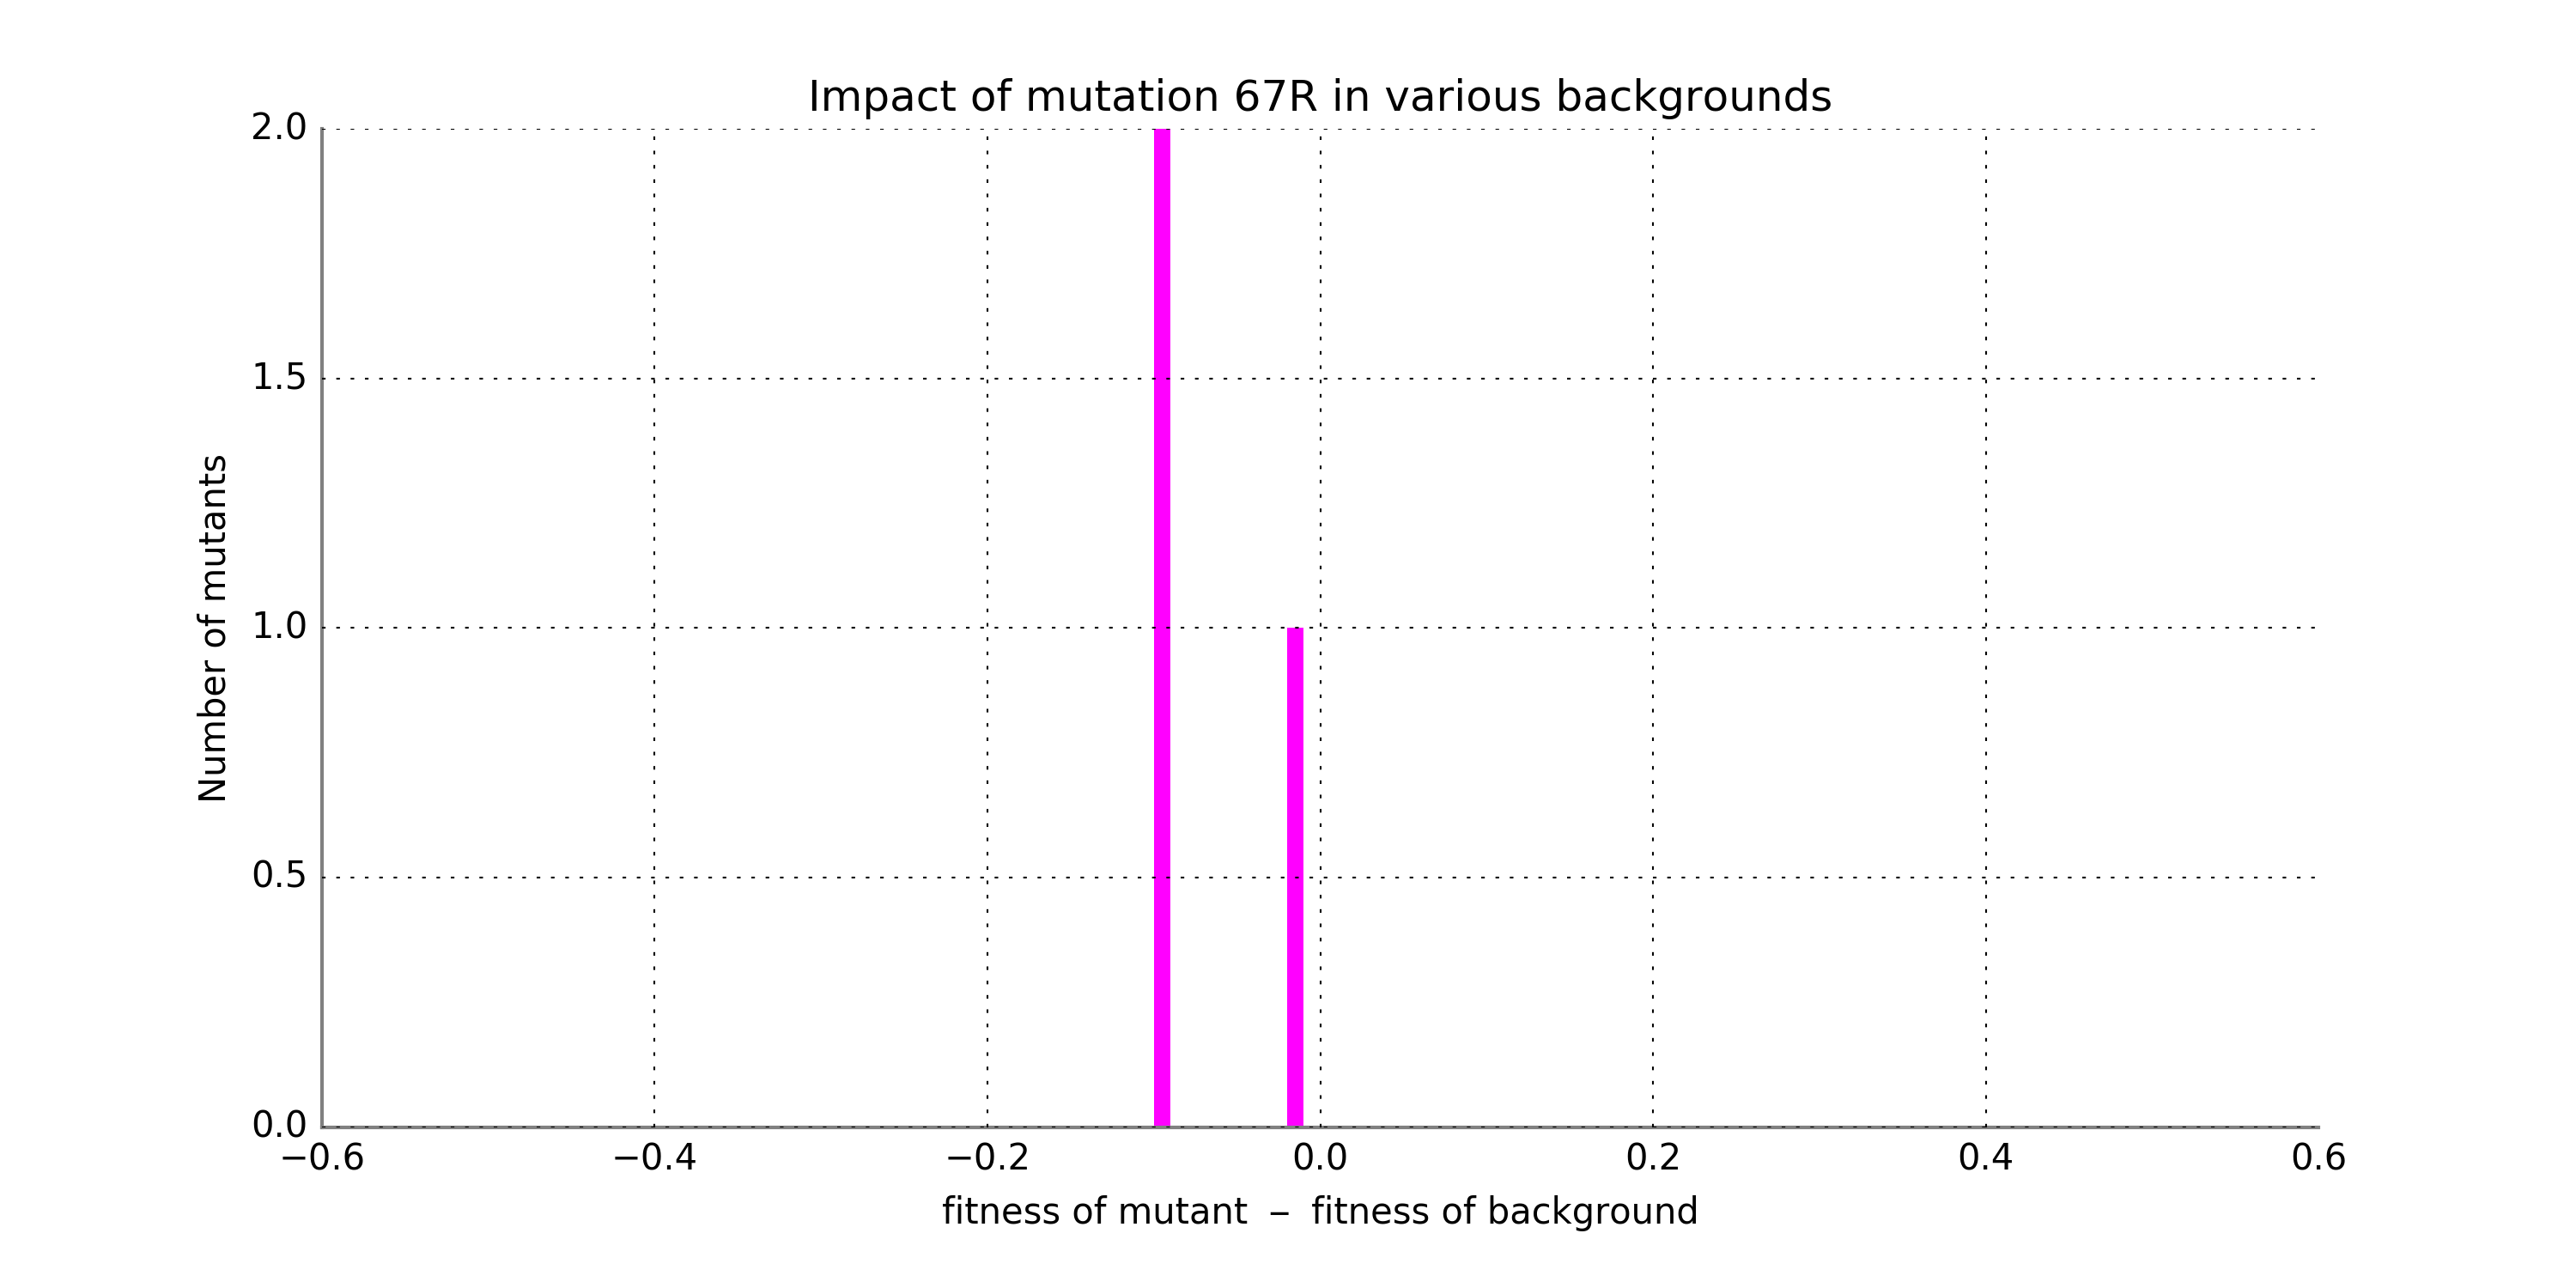 Impact of mutation 67R in various backgrounds
2.0
1.5
1.0
0.5
0.0
Number of mutants
−0.6 −0.4 −0.2 0.0 0.2 0.4 0.6
fitness of mutant − fitness of background